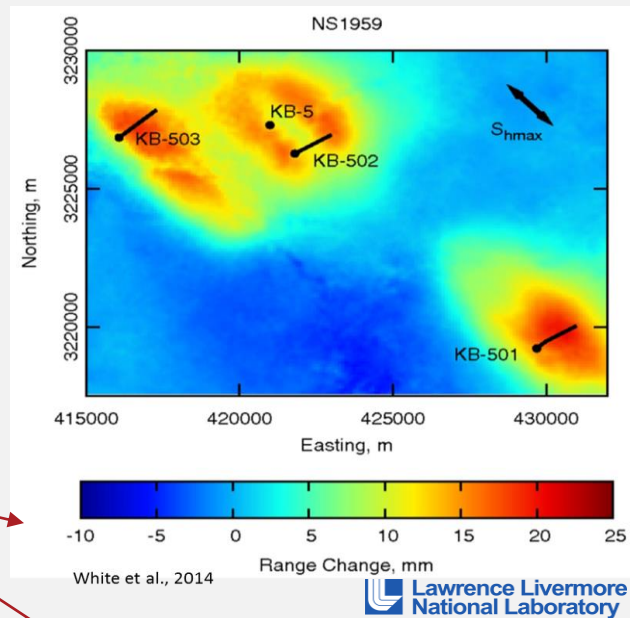 NS1959
3230000
KB-5
KB-503
KB-502
Shmax
3225000
Northing, m
3220000
KB-501
415000 420000 425000 430000
Easting, m
-10 -5 0 5 10 15 20 25
Range Change, mm
White et al., 2014
Lawrence Livermore
National Laboratory